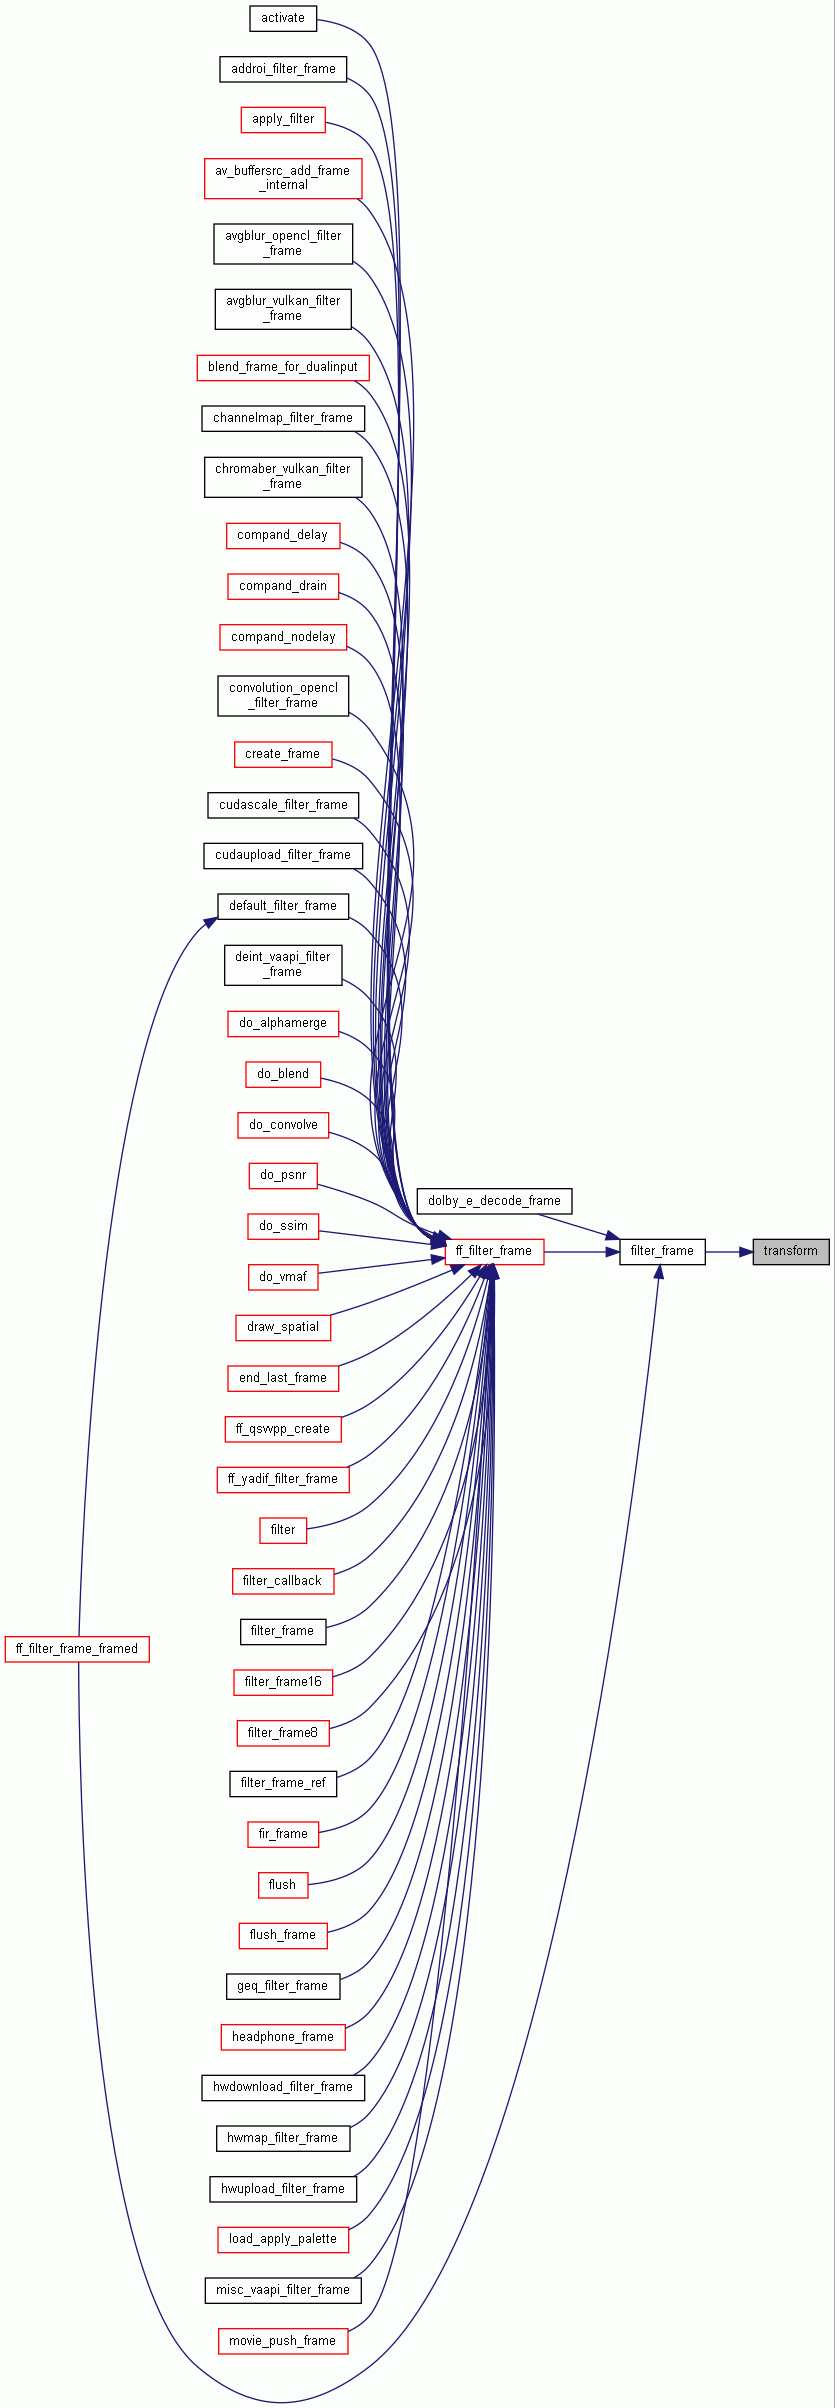 activate
addroi_filter_frame
apply_filter
av_buffersrc_add_frame
_internal
avgblur_opencl_filter
_frame
avgblur_vulkan_filter
_frame
blend_frame_for_dualinput
channelmap_filter_frame
chromaber_vulkan_filter
_frame
compand_delay
compand_drain
compand_nodelay
convolution_opencl
_filter_frame
create_frame
cudascale_filter_frame
cudaupload_filter_frame
default_filter_frame
deint_vaapi_filter
_frame
do_alphamerge
do_blend
do_convolve
do_psnr
dolby_e_decode_frame
do_ssim
ff_filter_frame
filter_frame
transform
do_vmaf
draw_spatial
end_last_frame
ff_qsvvpp_create
ff_yadif_filter_frame
filter
filter_callback
filter_frame
ff_filter_frame_framed
filter_frame16
filter_frame8
filter_frame_ref
fir_frame
flush
flush_frame
geq_filter_frame
headphone_frame
hwdownload_filter_frame
hwmap_filter_frame
hwupload_filter_frame
load_apply_palette
misc_vaapi_filter_frame
movie_push_frame